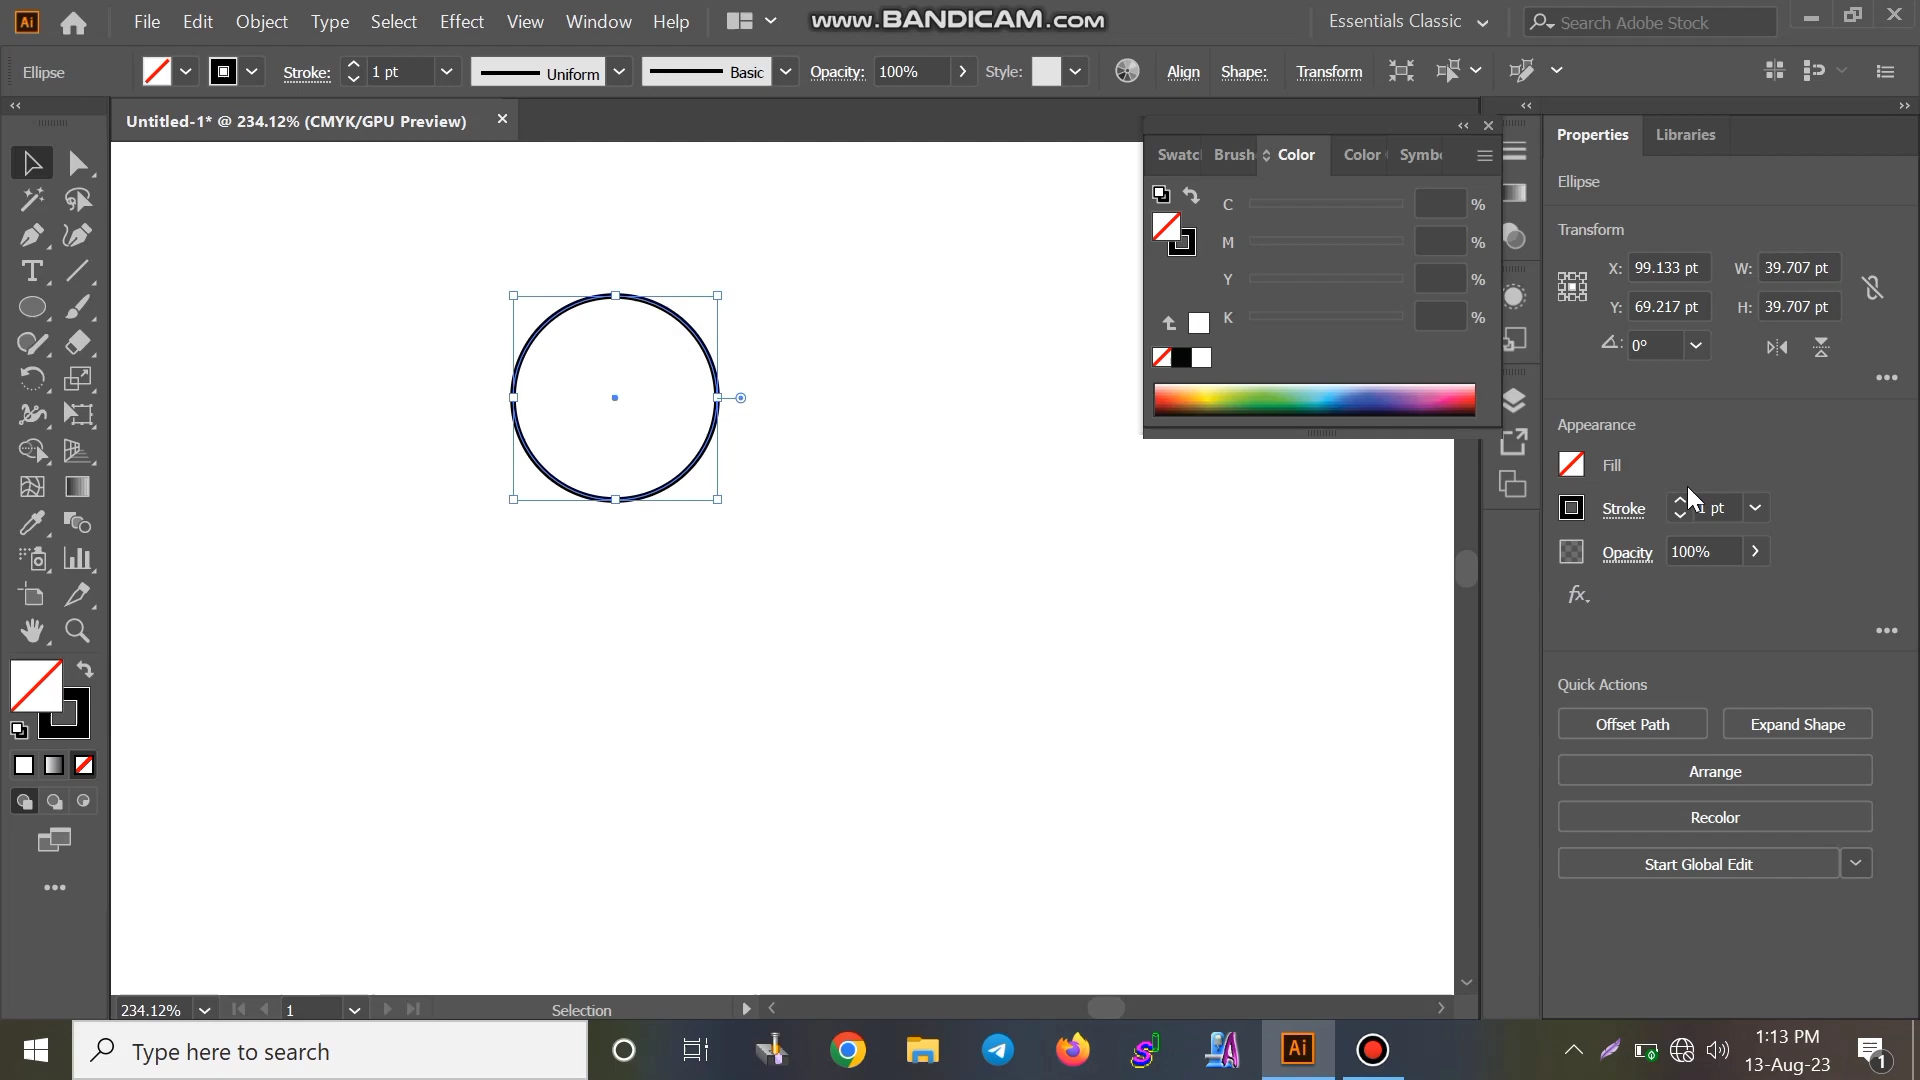 Ai File Edit Object Type Select Effect View Window Help www.BANDICAM.com Essentials Classic Search Adobe Stock
Ellipse Stroke: 1 pt Uniform Basic Opacity: 100% Style: Align Shape: Transform
Untitled-1* @ 234.12% (CMYK/GPU Preview)
Swatc Brush Color Color Symbo
C %
M %
Y %
K %
Properties Libraries
Ellipse
Transform
X: 99.133 pt W: 39.707 pt
Y: 69.217 pt H: 39.707 pt
0°
Appearance
Fill
Stroke 1 pt
Opacity 100%
fx.
Quick Actions
Offset Path Expand Shape
Arrange
Recolor
Start Global Edit
T
234.12% 1 Selection
Type here to search
Ai
1:13 PM
13-Aug-23
1